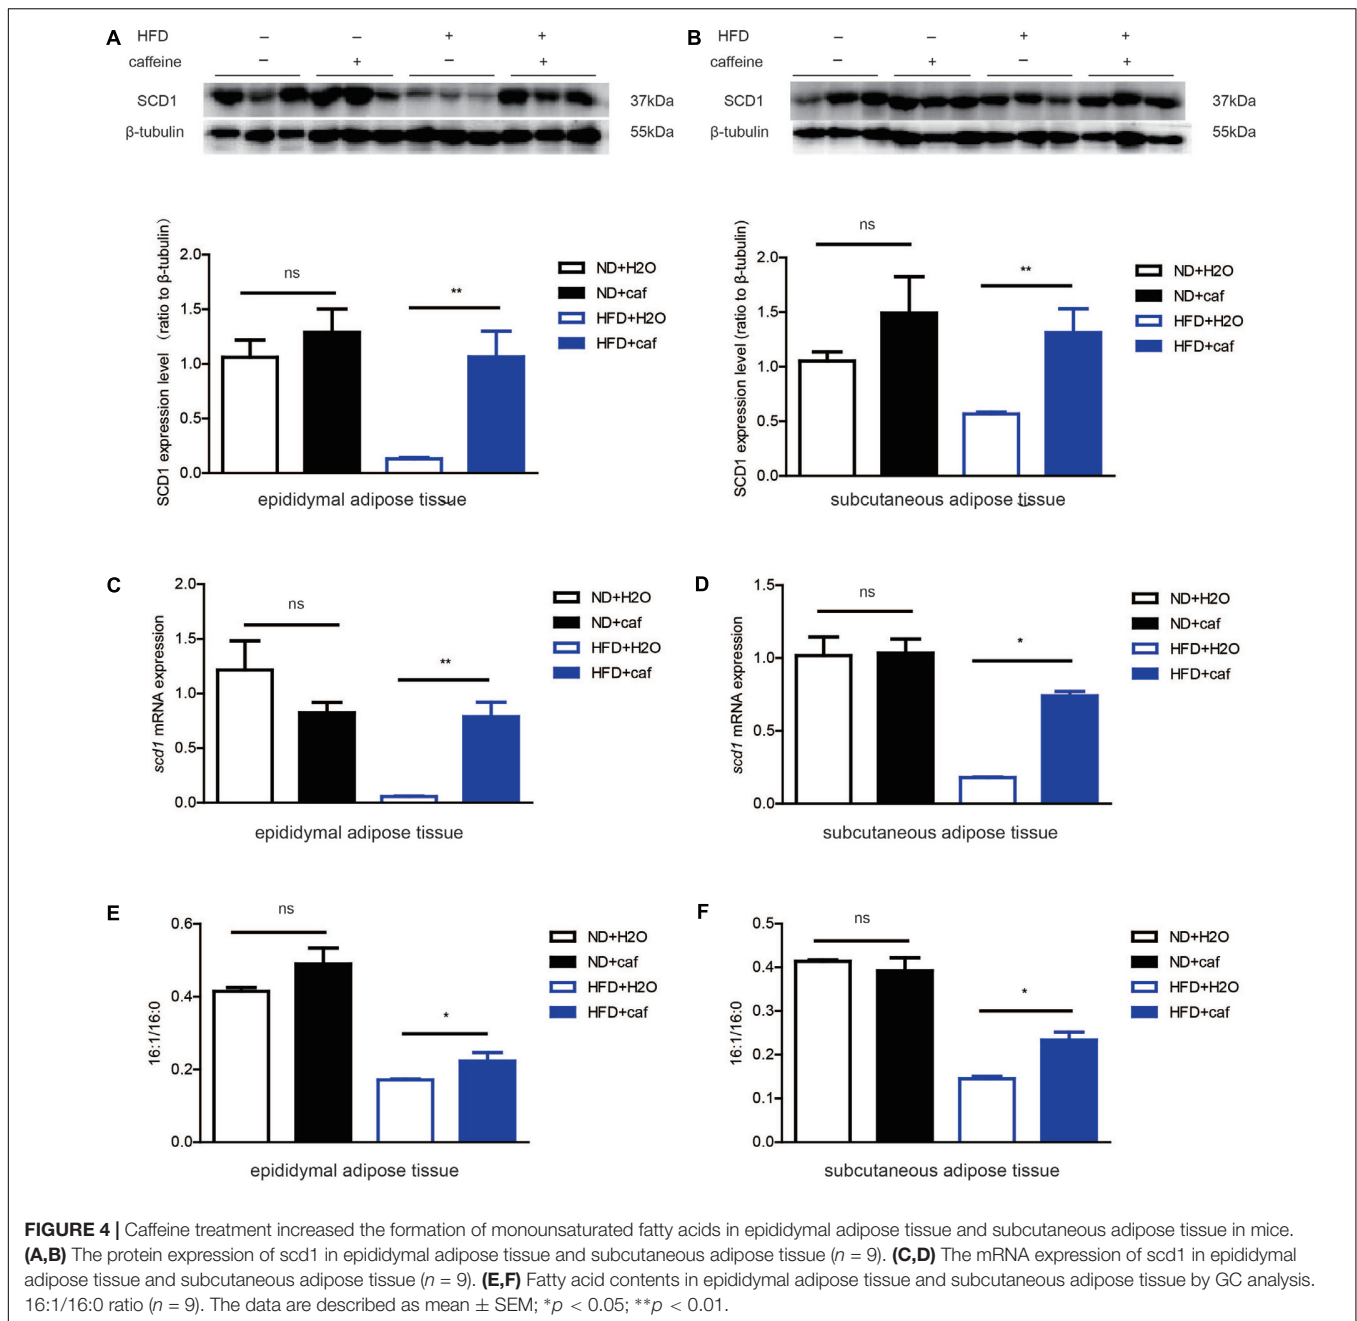 A HFD – – + +
caffeine – + – +
SCD1 37kDa
β-tubulin 55kDa
B HFD – – + +
caffeine – + – +
SCD1 37kDa
β-tubulin 55kDa
SCD1 expression level (ratio to β-tubulin)
2.0
1.5
1.0
0.5
0.0
ns
**
ND+H2O
ND+caf
HFD+H2O
HFD+caf
epididymal adipose tissue
SCD1 expression level (ratio to β-tubulin)
2.0
1.5
1.0
0.5
0.0
ns
**
ND+H2O
ND+caf
HFD+H2O
HFD+caf
subcutaneous adipose tissue
C
scd1 mRNA expression
2.0
1.5
1.0
0.5
0.0
ns
**
ND+H2O
ND+caf
HFD+H2O
HFD+caf
epididymal adipose tissue
D
scd1 mRNA expression
1.5
1.0
0.5
0.0
ns
*
ND+H2O
ND+caf
HFD+H2O
HFD+caf
subcutaneous adipose tissue
E
16:1/16:0
0.6
0.4
0.2
0.0
ns
*
ND+H2O
ND+caf
HFD+H2O
HFD+caf
epididymal adipose tissue
F
16:1/16:0
0.5
0.4
0.3
0.2
0.1
0.0
ns
*
ND+H2O
ND+caf
HFD+H2O
HFD+caf
subcutaneous adipose tissue
FIGURE 4 | Caffeine treatment increased the formation of monounsaturated fatty acids in epididymal adipose tissue and subcutaneous adipose tissue in mice.
(A,B) The protein expression of scd1 in epididymal adipose tissue and subcutaneous adipose tissue (n = 9). (C,D) The mRNA expression of scd1 in epididymal
adipose tissue and subcutaneous adipose tissue (n = 9). (E,F) Fatty acid contents in epididymal adipose tissue and subcutaneous adipose tissue by GC analysis.
16:1/16:0 ratio (n = 9). The data are described as mean ± SEM; *p < 0.05; **p < 0.01.